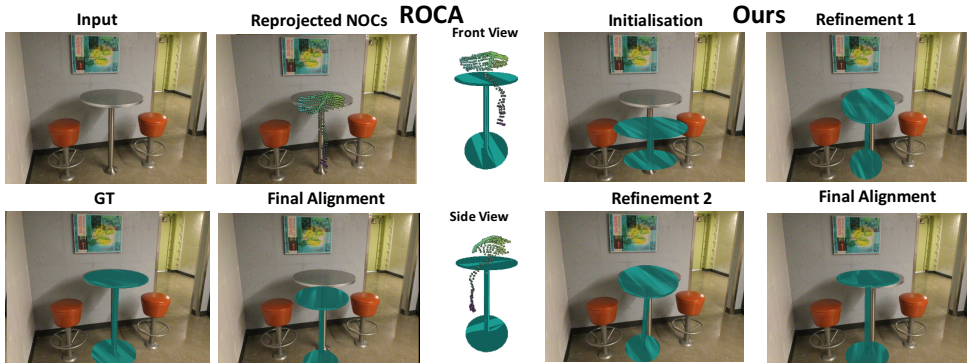 ROCA
Ours
Input
Reprojected NOCs
Front View
Initialisation
Refinement 1
GT
Final Alignment
Side View
Refinement 2
Final Alignment